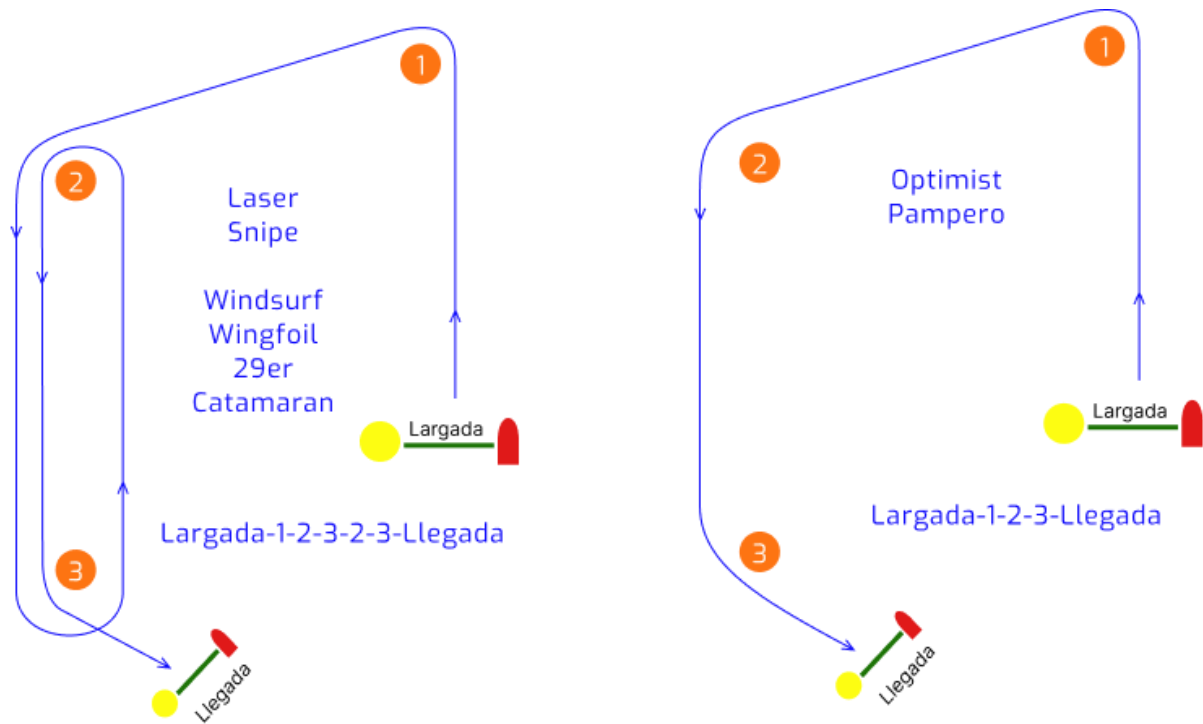 1
2
Laser
Snipe
Windsurf
Wingfoil
29er
Catamaran
Largada
Largada-1-2-3-2-3-Llegada
3
Llegada
1
2
Optimist
Pampero
Largada
Largada-1-2-3-Llegada
3
Llegada